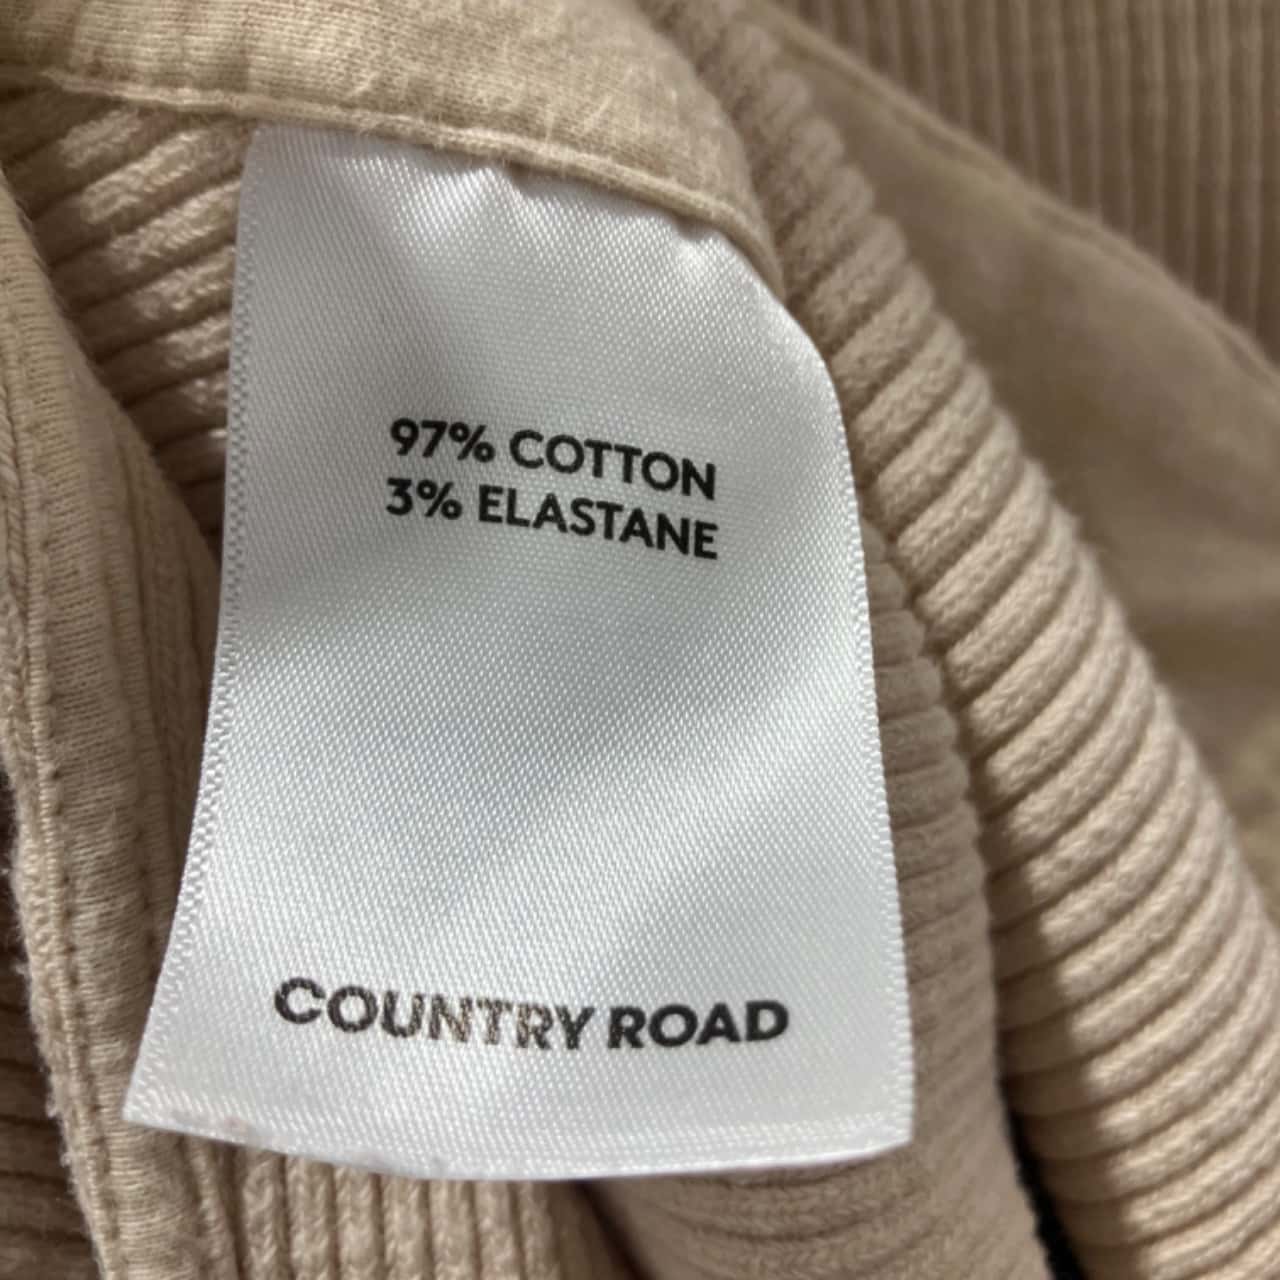 97% COTTON
3% ELASTANE
COUNTRY ROAD